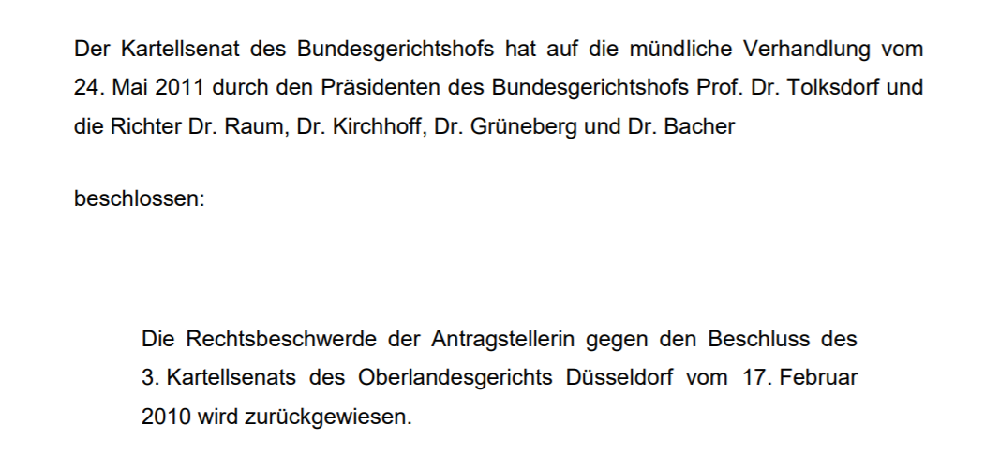 Der Kartellsenat des Bundesgerichtshofs hat auf die mündliche Verhandlung vom
24. Mai 2011 durch den Präsidenten des Bundesgerichtshofs Prof. Dr. Tolksdorf und
die Richter Dr. Raum, Dr. Kirchhoff, Dr. Grüneberg und Dr. Bacher
beschlossen:
Die Rechtsbeschwerde der Antragstellerin gegen den Beschluss des
3. Kartellsenats des Oberlandesgerichts Düsseldorf vom 17. Februar
2010 wird zurückgewiesen.